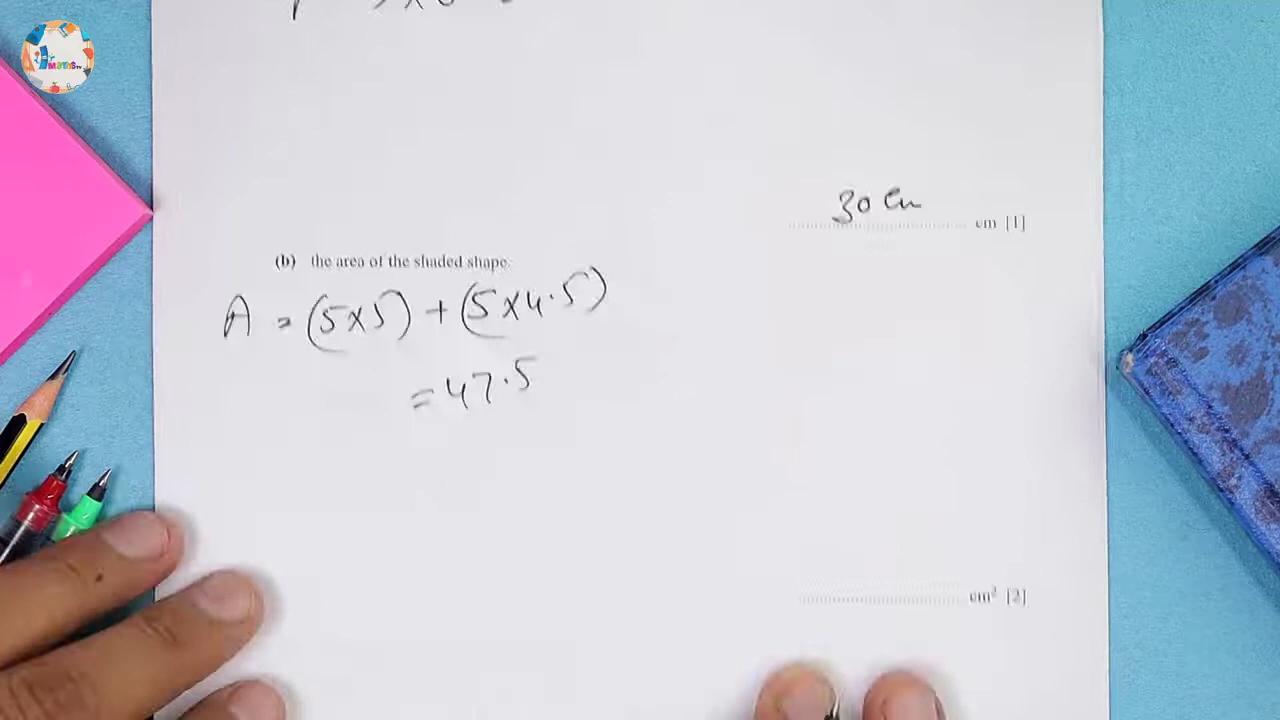 MATHSTV
30 cm
cm [1]
(b) the area of the shaded shape.
A = (5×5) + (5×4.5)
= 47.5
cm² [2]